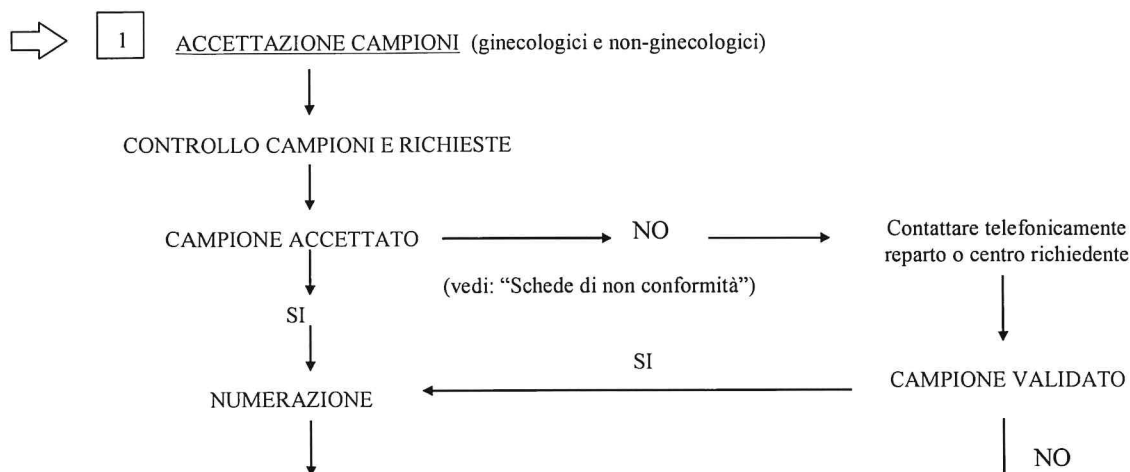 1 ACCETTAZIONE CAMPIONI (ginecologici e non-ginecologici)
CONTROLLO CAMPIONI E RICHIESTE
CAMPIONE ACCETTATO
NO
Contattare telefonicamente
reparto o centro richiedente
(vedi: “Schede di non conformità”)
SI
SI
CAMPIONE VALIDATO
NUMERAZIONE
NO